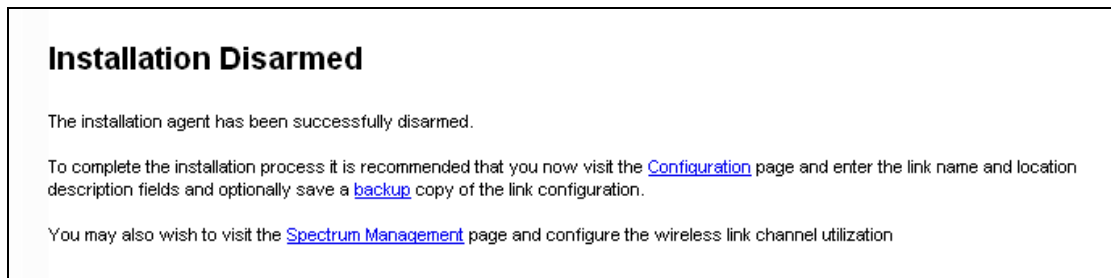 Installation Disarmed
The installation agent has been successfully disarmed.
To complete the installation process it is recommended that you now visit the Configuration page and enter the link name and location
description fields and optionally save a backup copy of the link configuration.
You may also wish to visit the Spectrum Management page and configure the wireless link channel utilization